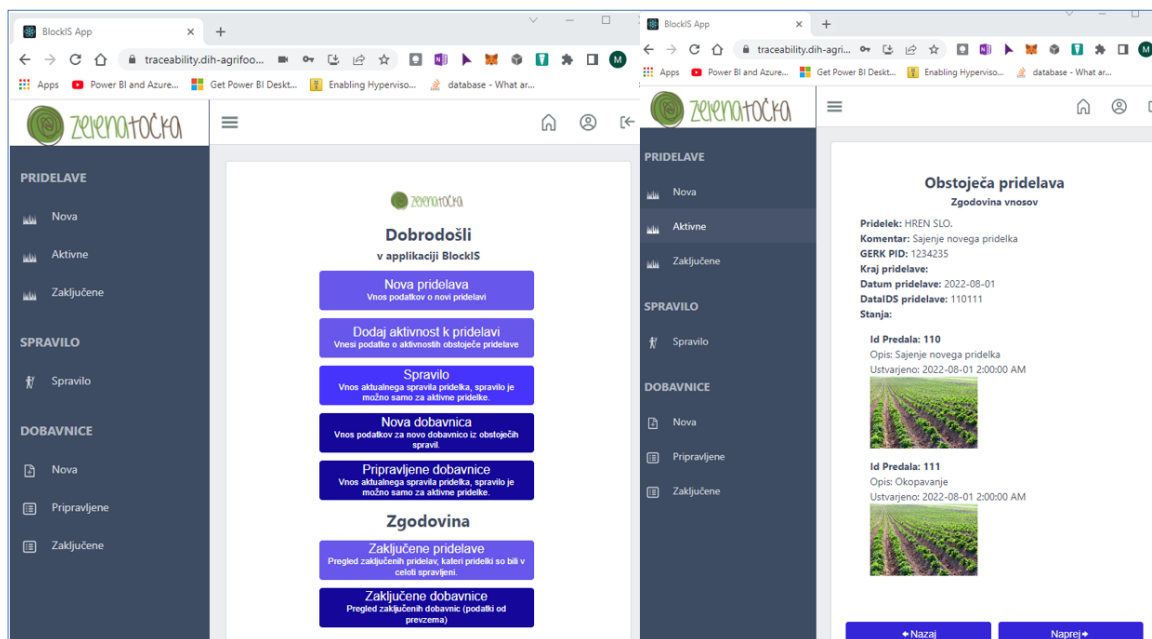 BlockIS App
traceability.dih-agrifoo...
M
Apps
Power BI and Azure...
Get Power BI Deskt...
Enabling Hyperviso...
database - What ar...
zelenatočka
PRIDELAVE
Nova
Aktivne
Zaključene
SPRAVILO
Spravilo
DOBAVNICE
Nova
Pripravljene
Zaključene
zelenatočka
Dobrodošli
v applikaciji BlockIS
Nova pridelava
Vnos podatkov o novi pridelavi
Dodaj aktivnost k pridelavi
Vnesi podatke o aktivnostih obstoječe pridelave
Spravilo
Vnos aktualnega spravila pridelka, spravilo je
možno samo za aktivne pridelke.
Nova dobavnica
Vnos podatkov za novo dobavnico iz obstoječih
spravil.
Pripravljene dobavnice
Vnos aktualnega spravila pridelka, spravilo je
možno samo za aktivne pridelke.
Zgodovina
Zaključene pridelave
Pregled zaključenih pridelav, kateri pridelki so bili v
celoti spravljeni.
Zaključene dobavnice
Pregled zaključenih dobavnic (podatki od
prevzema)
BlockIS App
traceability.dih-agri...
M
Apps
Power BI and Azure...
Get Power BI Deskt...
Enabling Hyperviso...
database - What ar...
zelenatočka
PRIDELAVE
Nova
Aktivne
Zaključene
SPRAVILO
Spravilo
DOBAVNICE
Nova
Pripravljene
Zaključene
Obstoječa pridelava
Zgodovina vnosov
Pridelek: HREN SLO.
Komentar: Sajenje novega pridelka
GERK PID: 1234235
Kraj pridelave:
Datum pridelave: 2022-08-01
DataIDS pridelave: 110111
Stanja:
Id Predala: 110
Opis: Sajenje novega pridelka
Ustvarjeno: 2022-08-01 2:00:00 AM
Id Predala: 111
Opis: Okopavanje
Ustvarjeno: 2022-08-01 2:00:00 AM
Nazaj
Naprej